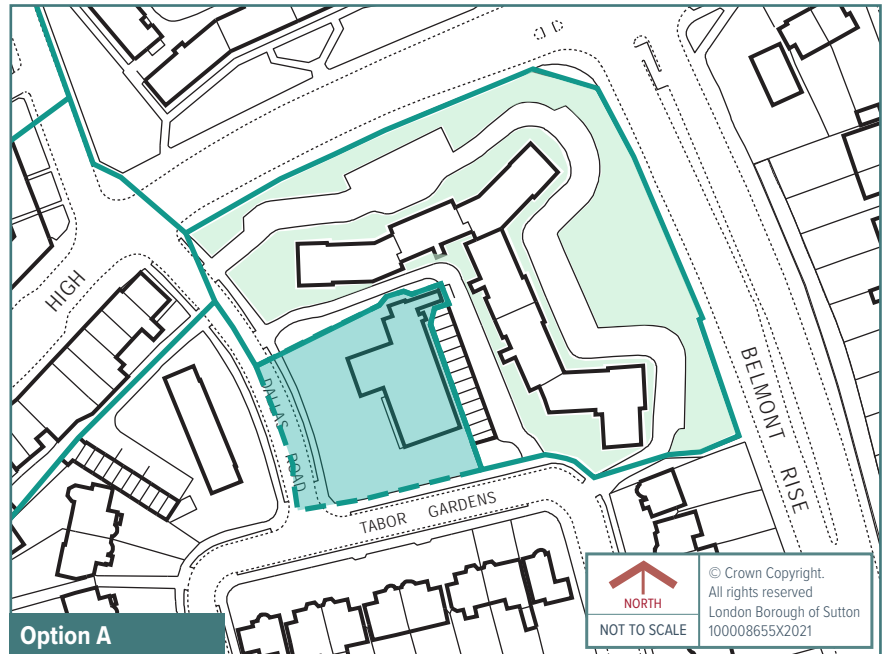 HIGH
DALLAS ROAD
BELMONT RISE
TABOR GARDENS
NORTH
NOT TO SCALE
© Crown Copyright.
All rights reserved
London Borough of Sutton
100008655X2021
Option A